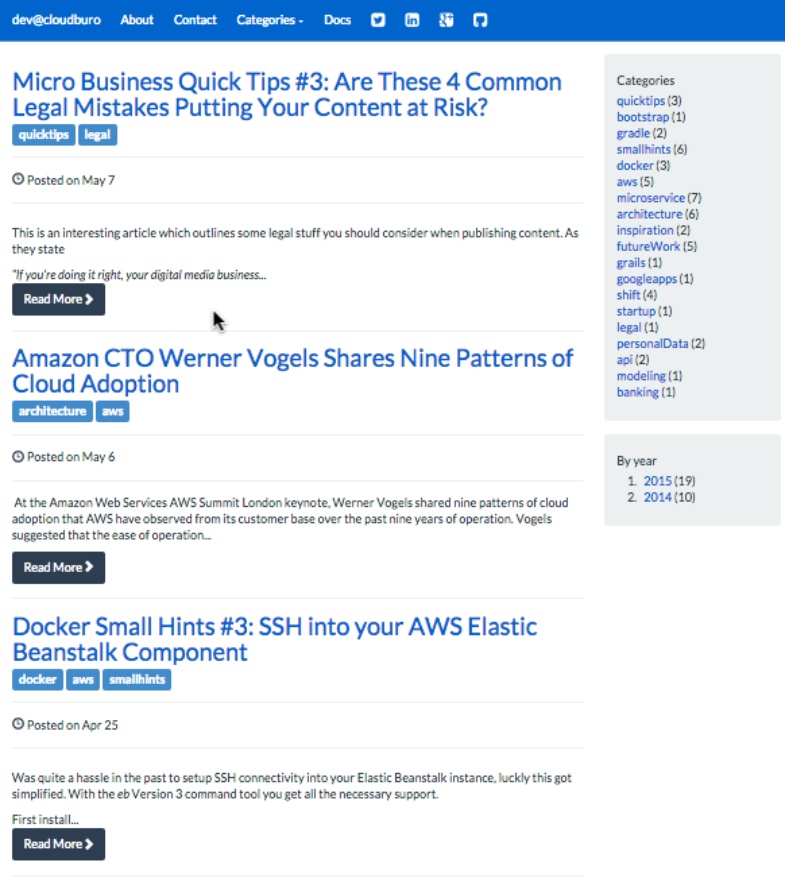 dev@cloudburo About Contact Categories Docs
Micro Business Quick Tips #3: Are These 4 Common
Legal Mistakes Putting Your Content at Risk?
quicktips legal
Posted on May 7
This is an interesting article which outlines some legal stuff you should consider when publishing content. As
they state
"If you're doing it right, your digital media business...
Read More
Amazon CTO Werner Vogels Shares Nine Patterns of
Cloud Adoption
architecture aws
Posted on May 6
At the Amazon Web Services AWS Summit London keynote, Werner Vogels shared nine patterns of cloud
adoption that AWS have observed from its customer base over the past nine years of operation. Vogels
suggested that the ease of operation...
Read More
Docker Small Hints #3: SSH into your AWS Elastic
Beanstalk Component
docker aws smallhints
Posted on Apr 25
Was quite a hassle in the past to setup SSH connectivity into your Elastic Beanstalk instance, luckly this got
simplified. With the eb Version 3 command tool you get all the necessary support.
First install...
Read More
Categories
quicktips (3)
bootstrap (1)
gradle (2)
smallhints (6)
docker (3)
aws (5)
microservice (7)
architecture (6)
inspiration (2)
futureWork (5)
grails (1)
googleapps (1)
shift (4)
startup (1)
legal (1)
personalData (2)
api (2)
modeling (1)
banking (1)
By year
1. 2015 (19)
2. 2014 (10)